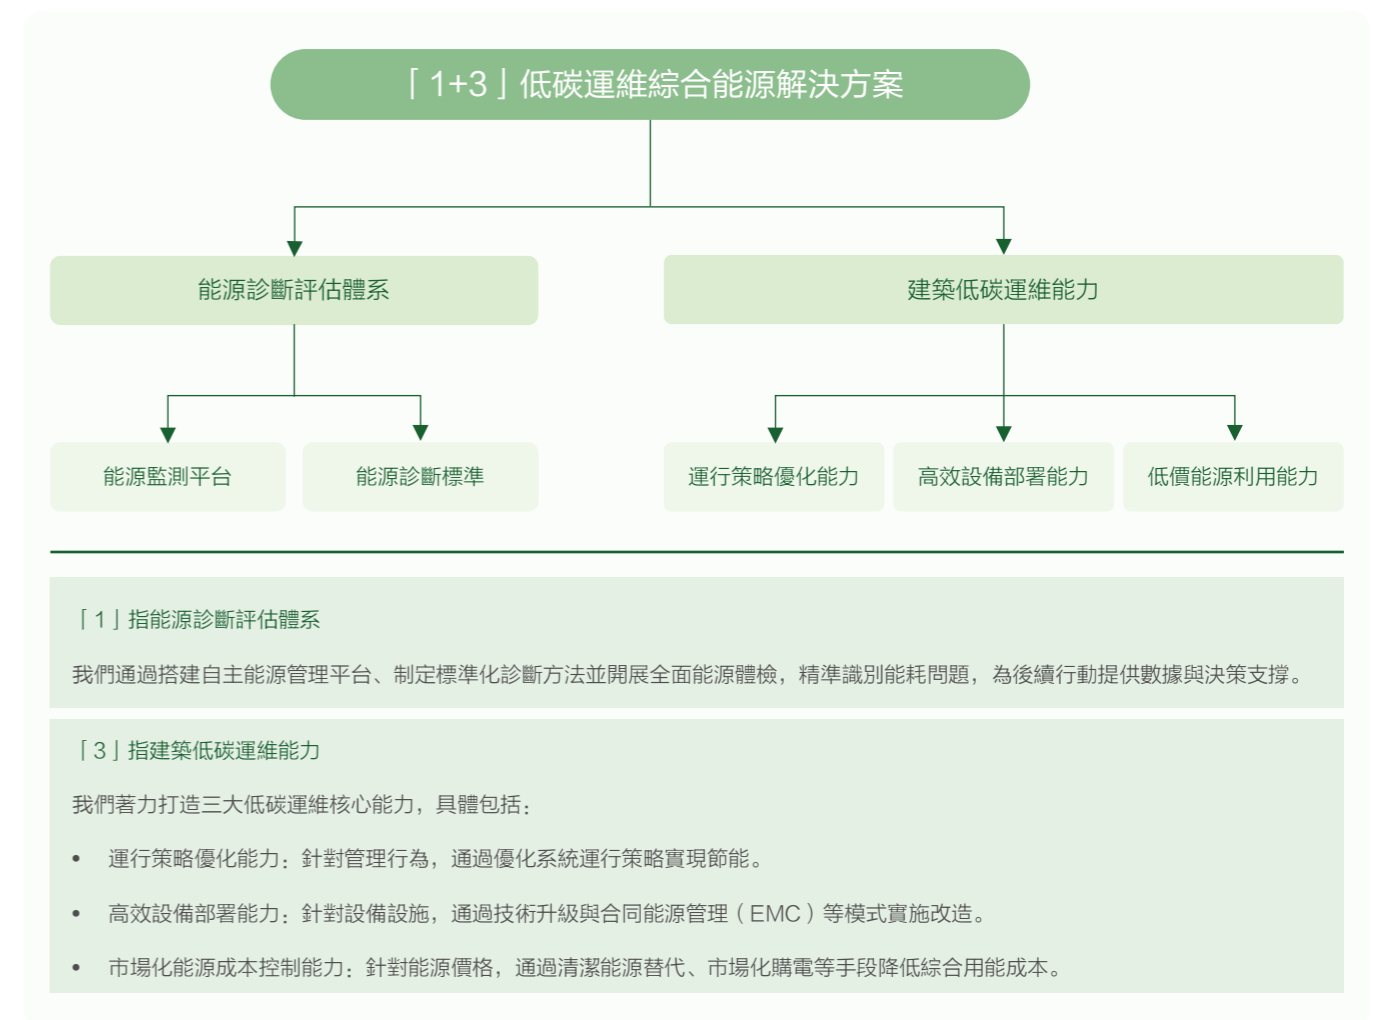 「1+3」低碳運維綜合能源解決方案
能源診斷評估體系
建築低碳運維能力
能源監測平台
能源診斷標準
運行策略優化能力
高效設備部署能力
低價能源利用能力
「1」指能源診斷評估體系
我們通過搭建自主能源管理平台、制定標準化診斷方法並開展全面能源體檢，精準識別能耗問題，為後續行動提供數據與決策支撐。
「3」指建築低碳運維能力
我們著力打造三大低碳運維核心能力，具體包括：
• 運行策略優化能力：針對管理行為，通過優化系統運行策略實現節能。
• 高效設備部署能力：針對設備設施，通過技術升級與合同能源管理（EMC）等模式實施改造。
• 市場化能源成本控制能力：針對能源價格，通過清潔能源替代、市場化購電等手段降低綜合用能成本。